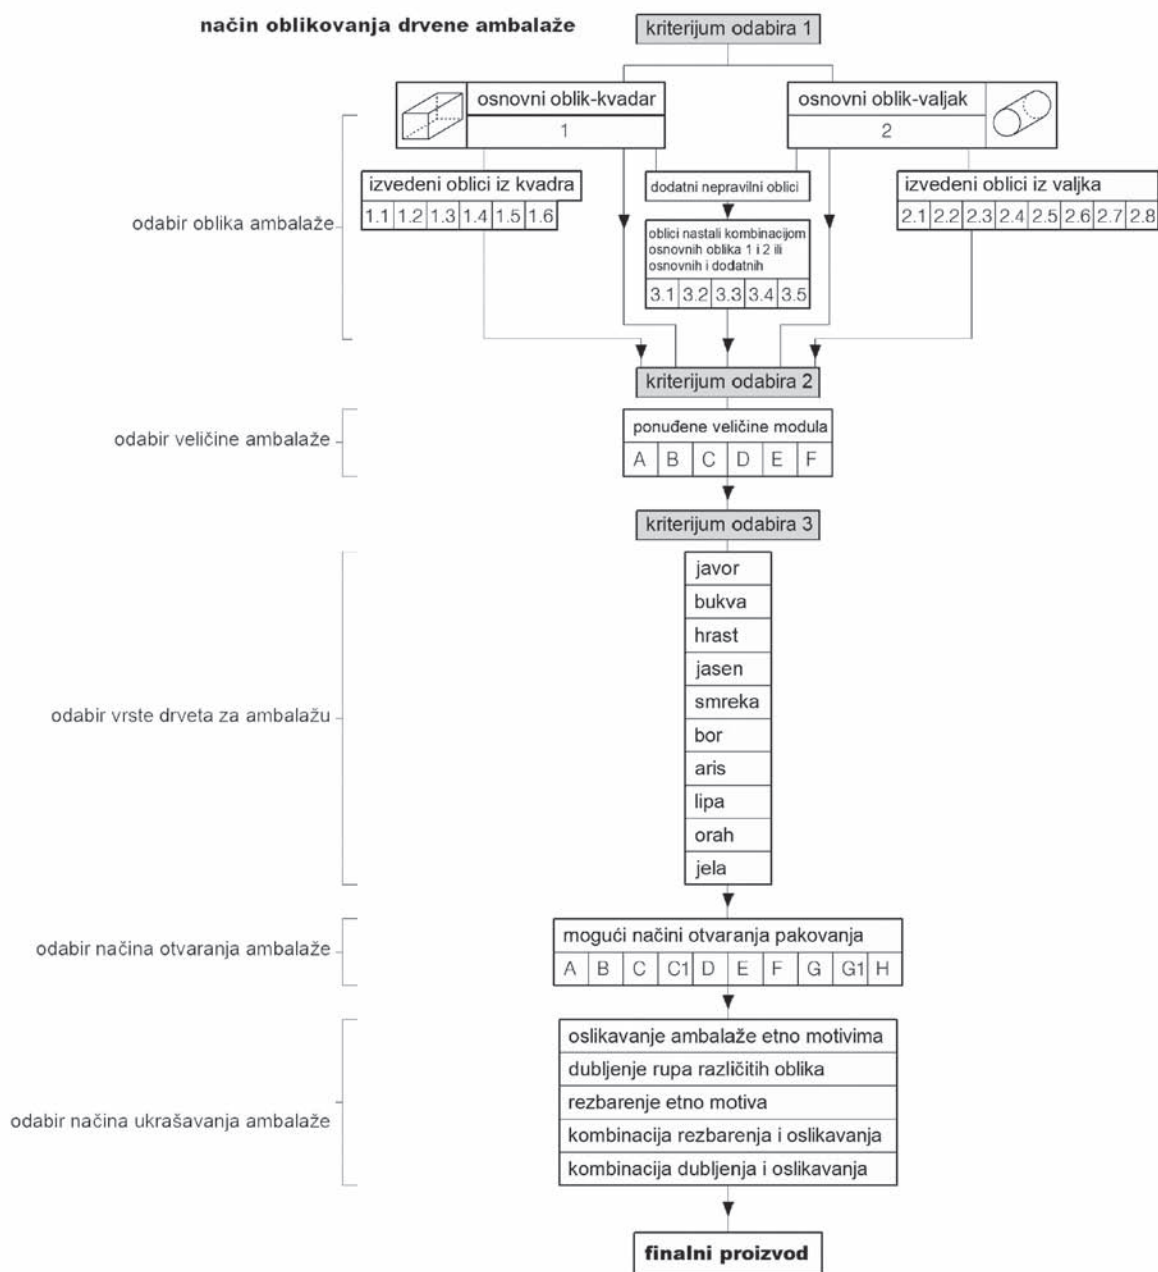 način oblikovanja drvene ambalaže
kriterijum odabira 1
osnovni oblik-kvadar
1
osnovni oblik-valjak
2
odabir oblika ambalaže
izvedeni oblici iz kvadra
1.1 1.2 1.3 1.4 1.5 1.6
dodatni nepravilni oblici
oblici nastali kombinacijom
osnovnih oblika 1 i 2 ili
osnovnih i dodatnih
3.1 3.2 3.3 3.4 3.5
izvedeni oblici iz valjka
2.1 2.2 2.3 2.4 2.5 2.6 2.7 2.8
kriterijum odabira 2
odabir veličine ambalaže
ponuđene veličine modula
A B C D E F
kriterijum odabira 3
odabir vrste drveta za ambalažu
javor
bukva
hrast
jasen
smreka
bor
aris
lipa
orah
jela
odabir načina otvaranja ambalaže
mogući načini otvaranja pakovanja
A B C C1 D E F G G1 H
odabir načina ukrašavanja ambalaže
oslikavanje ambalaže etno motivima
dubljenje rupa različitih oblika
rezbarenje etno motiva
kombinacija rezbarenja i oslikavanja
kombinacija dubljenja i oslikavanja
finalni proizvod